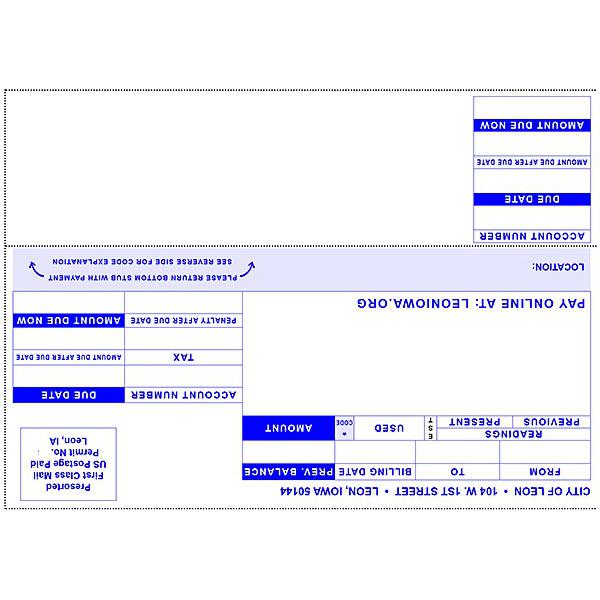 CITY OF LEON • 104 W. 1ST STREET • LEON, IOWA 50144
FROM TO BILLING DATE PREV. BALANCE
READINGS
PREVIOUS PRESENT
E
S
T
USED
*
CODE
AMOUNT
PAY ONLINE AT: LEONIOWA.ORG
Presorted
First Class Mail
US Postage Paid
Permit No.
Leon, IA
ACCOUNT NUMBER DUE DATE
TAX AMOUNT DUE AFTER DUE DATE
PENALTY AFTER DUE DATE AMOUNT DUE NOW
LOCATION:
PLEASE RETURN BOTTOM STUB WITH PAYMENT
SEE REVERSE SIDE FOR CODE EXPLANATION
ACCOUNT NUMBER
DUE DATE
AMOUNT DUE AFTER DUE DATE
AMOUNT DUE NOW